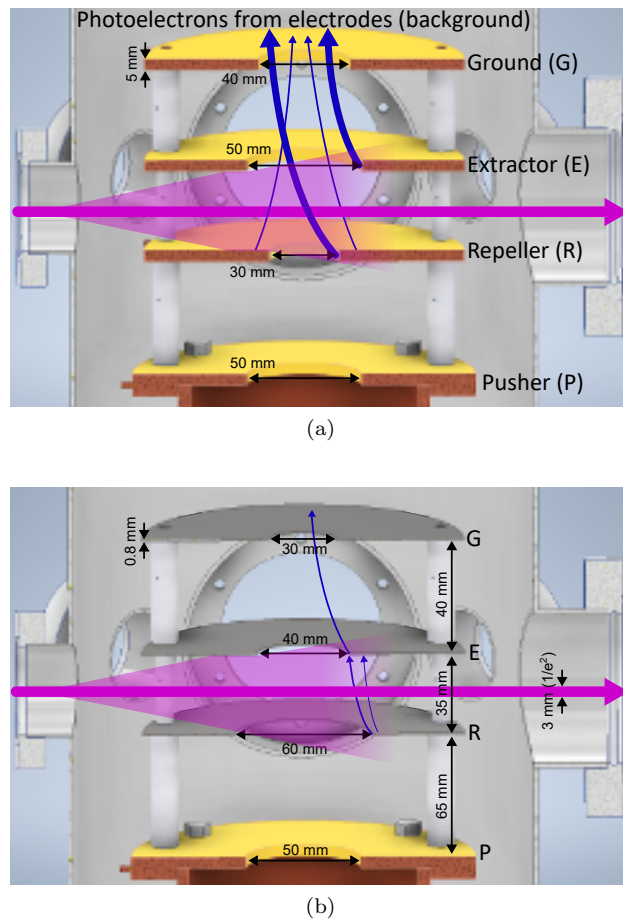 Photoelectrons from electrodes (background)
5 mm
40 mm
Ground (G)
50 mm
Extractor (E)
Repeller (R)
30 mm
50 mm
Pusher (P)
(a)
0.8 mm
30 mm
G
40 mm
40 mm
E
35 mm
3 mm (1/e²)
R
60 mm
65 mm
50 mm
P
(b)